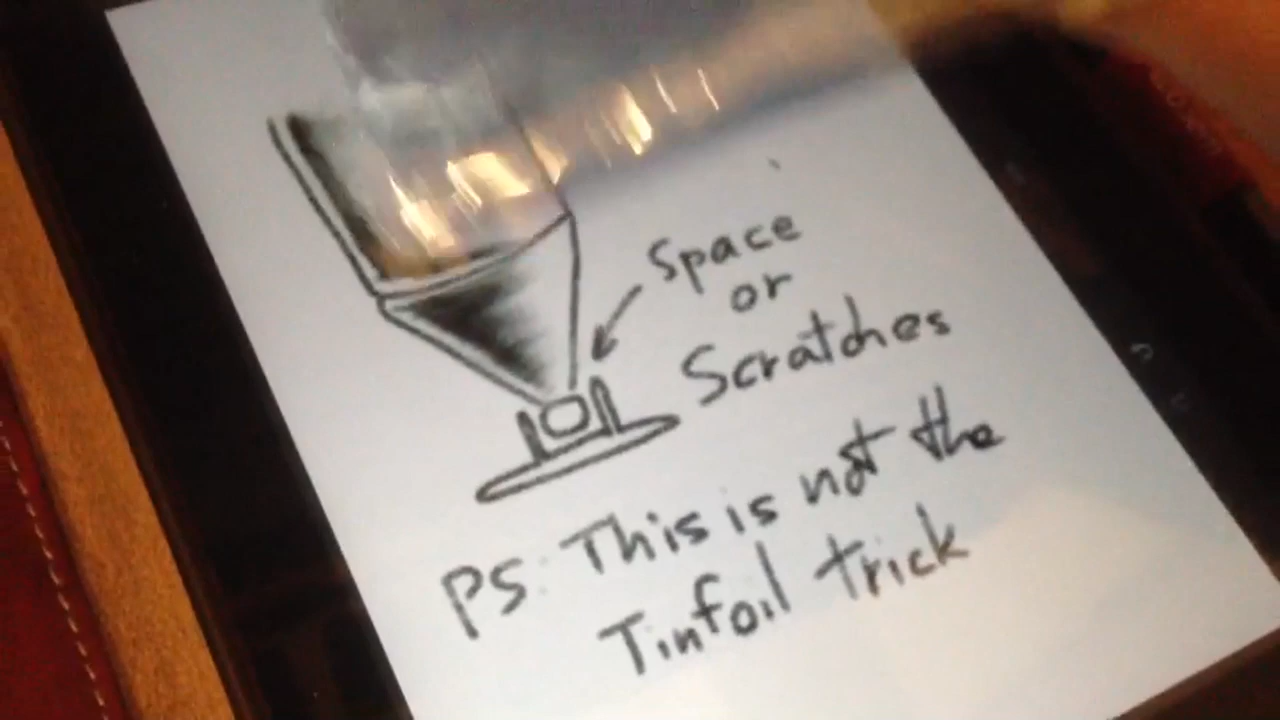 Space
or
Scratches
PS: This is not the
Tinfoil trick